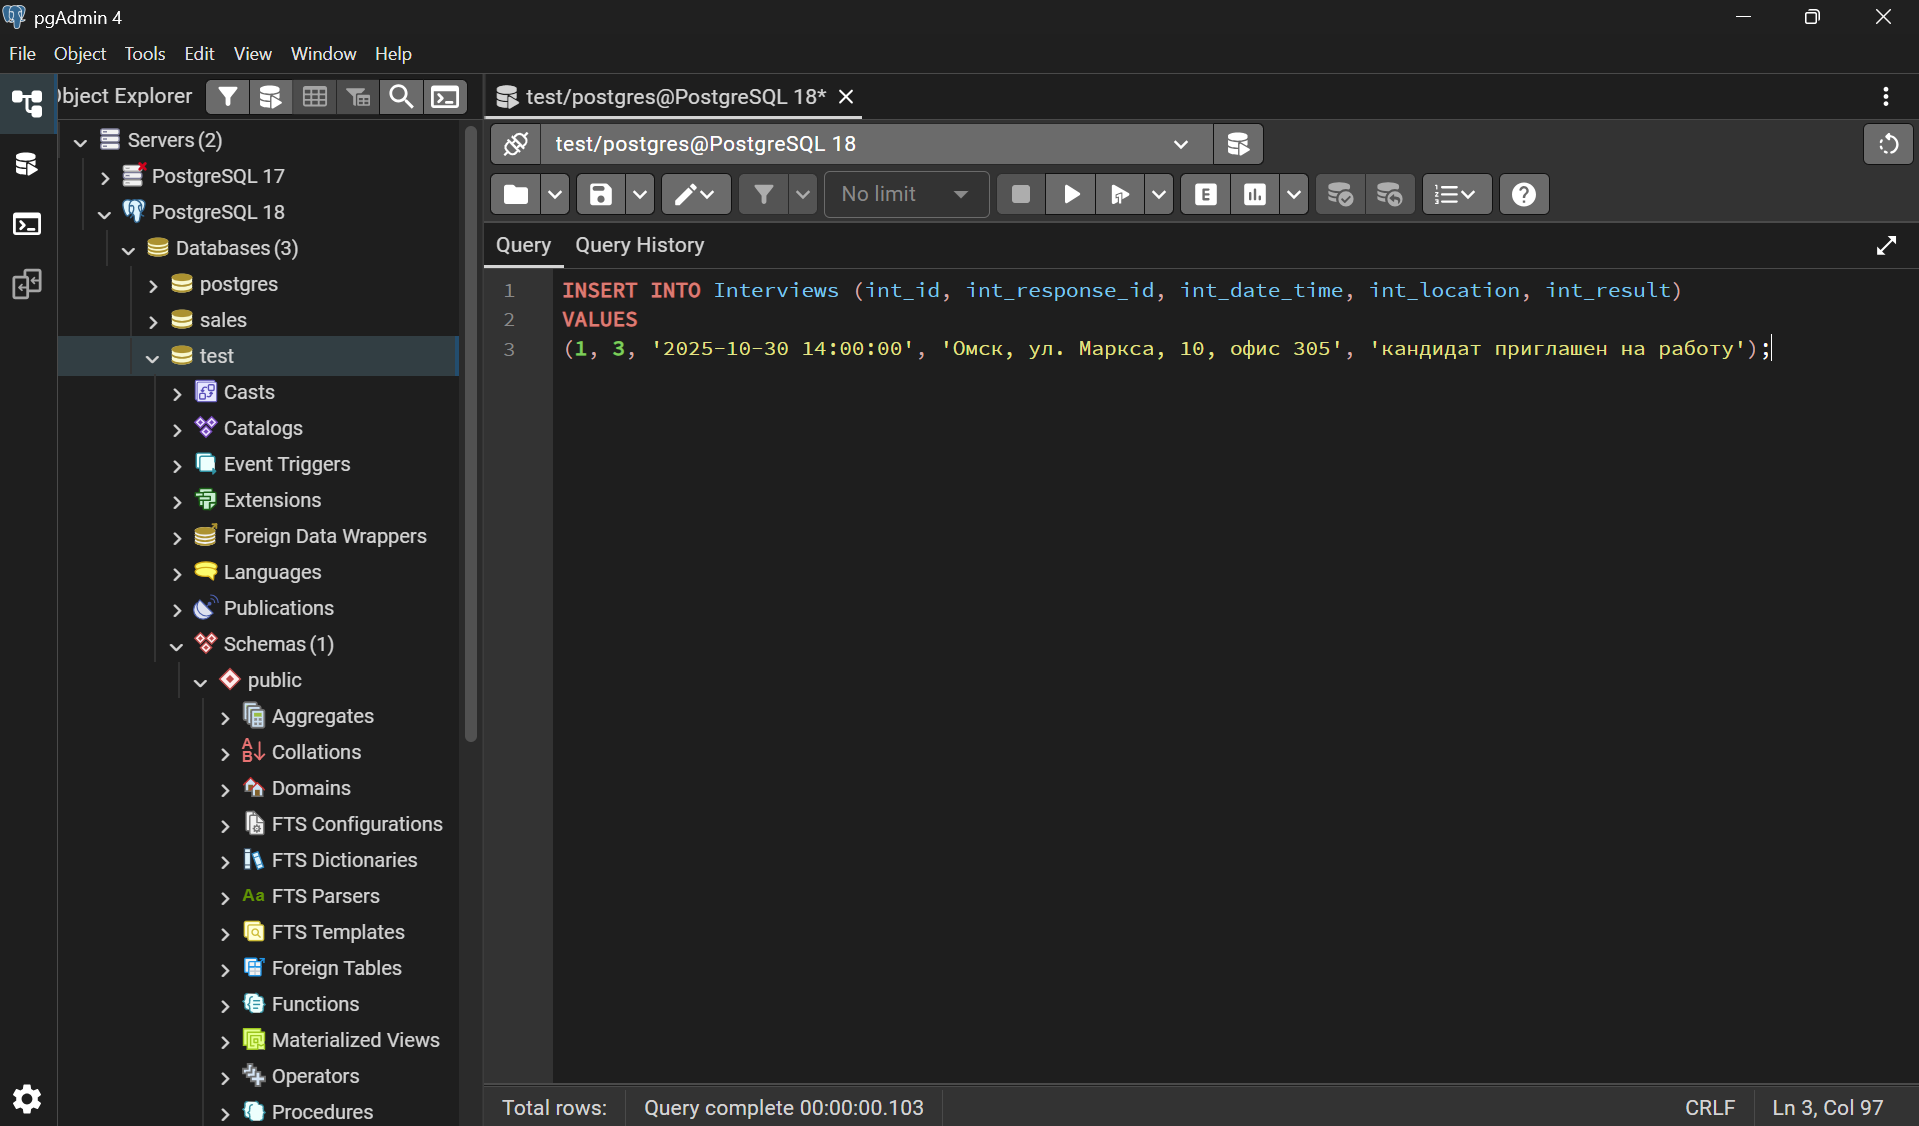 pgAdmin 4
File Object Tools Edit View Window Help
bject Explorer
test/postgres@PostgreSQL 18*
Servers (2)
PostgreSQL 17
PostgreSQL 18
Databases (3)
postgres
sales
test
Casts
Catalogs
Event Triggers
Extensions
Foreign Data Wrappers
Languages
Publications
Schemas (1)
public
Aggregates
Collations
Domains
FTS Configurations
FTS Dictionaries
Aa FTS Parsers
FTS Templates
Foreign Tables
Functions
Materialized Views
Operators
Procedures
test/postgres@PostgreSQL 18
No limit
E
Query Query History
1 INSERT INTO Interviews (int_id, int_response_id, int_date_time, int_location, int_result)
2 VALUES
3 (1, 3, '2025-10-30 14:00:00', 'Омск, ул. Маркса, 10, офис 305', 'кандидат приглашен на работу');
Total rows: Query complete 00:00:00.103 CRLF Ln 3, Col 97